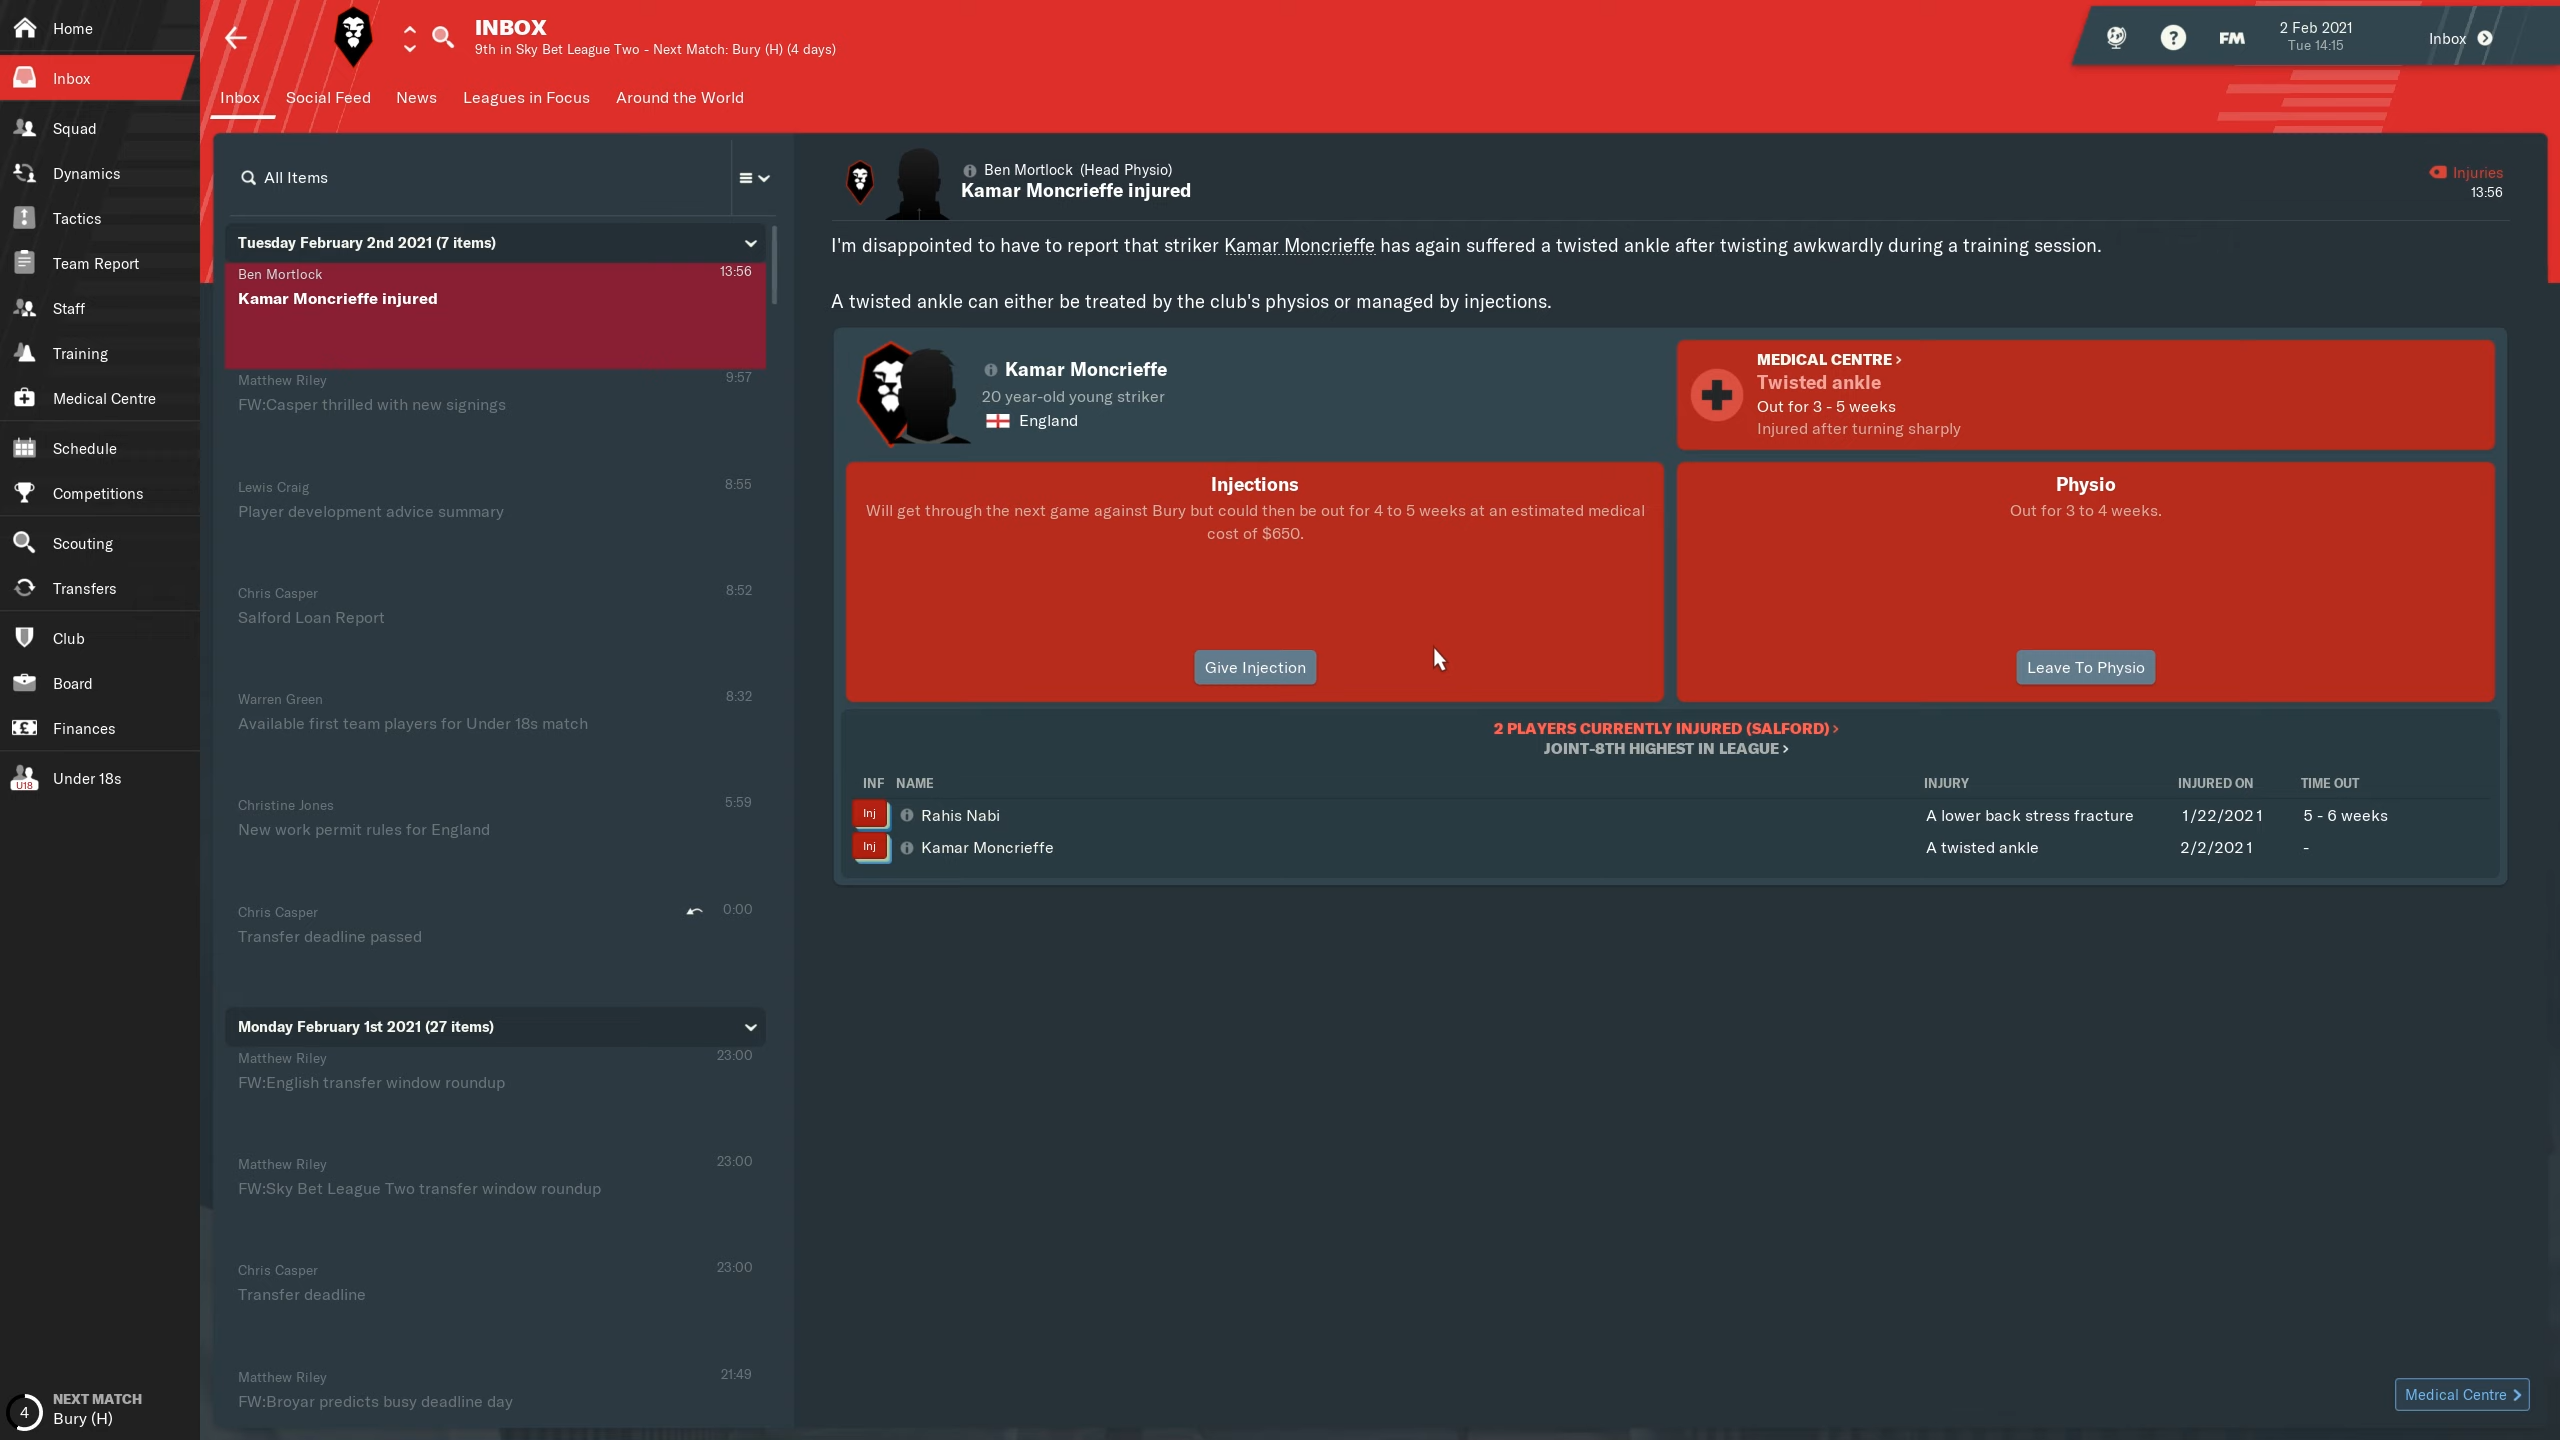 Home
Inbox
Squad
Dynamics
Tactics
Team Report
Staff
Training
Medical Centre
Schedule
Competitions
Scouting
Transfers
Club
Board
Finances
U18
Under 18s
4
NEXT MATCH
Bury (H)
INBOX
9th in Sky Bet League Two - Next Match: Bury (H) (4 days)
?
FM
2 Feb 2021
Tue 14:15
Inbox
Inbox
Social Feed
News
Leagues in Focus
Around the World
All Items
Tuesday February 2nd 2021 (7 items)
Ben Mortlock 13:56
Kamar Moncrieffe injured
Matthew Riley 9:57
FW:Casper thrilled with new signings
Lewis Craig 8:55
Player development advice summary
Chris Casper 8:52
Salford Loan Report
Warren Green 8:32
Available first team players for Under 18s match
Christine Jones 5:59
New work permit rules for England
Chris Casper 0:00
Transfer deadline passed
Monday February 1st 2021 (27 items)
Matthew Riley 23:00
FW:English transfer window roundup
Matthew Riley 23:00
FW:Sky Bet League Two transfer window roundup
Chris Casper 23:00
Transfer deadline
Matthew Riley 21:49
FW:Broyar predicts busy deadline day
Ben Mortlock (Head Physio)
Kamar Moncrieffe injured
Injuries
13:56
I'm disappointed to have to report that striker Kamar Moncrieffe has again suffered a twisted ankle after twisting awkwardly during a training session.
A twisted ankle can either be treated by the club's physios or managed by injections.
Kamar Moncrieffe
20 year-old young striker
England
MEDICAL CENTRE >
Twisted ankle
Out for 3 - 5 weeks
Injured after turning sharply
Injections
Will get through the next game against Bury but could then be out for 4 to 5 weeks at an estimated medical
cost of $650.
Give Injection
Physio
Out for 3 to 4 weeks.
Leave To Physio
2 PLAYERS CURRENTLY INJURED (SALFORD) >
JOINT-8TH HIGHEST IN LEAGUE >
INF NAME INJURY INJURED ON TIME OUT
Inj Rahis Nabi A lower back stress fracture 1/22/2021 5 - 6 weeks
Inj Kamar Moncrieffe A twisted ankle 2/2/2021 -
Medical Centre >